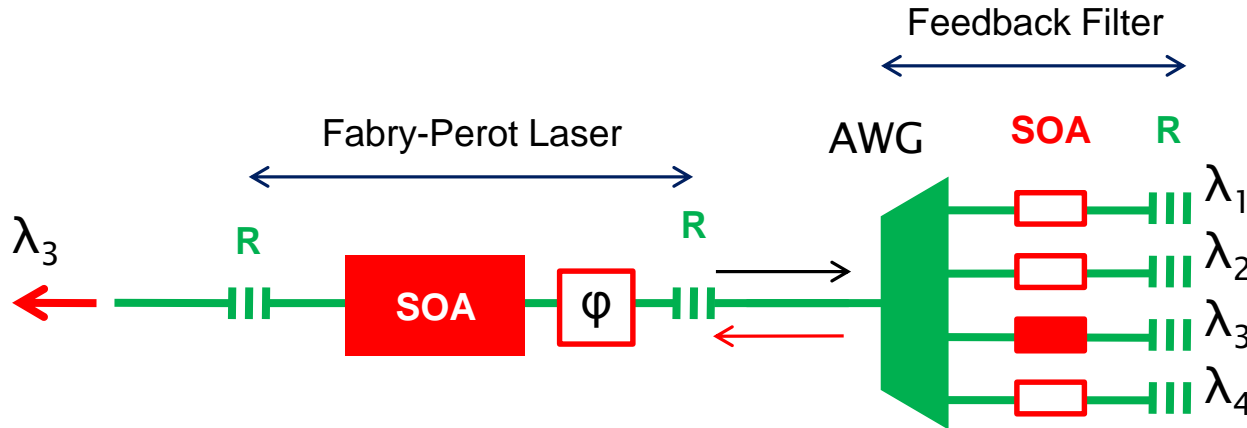 Feedback Filter
Fabry-Perot Laser
AWG
SOA
R
λ1
λ3
R
R
λ2
SOA
φ
λ3
λ4